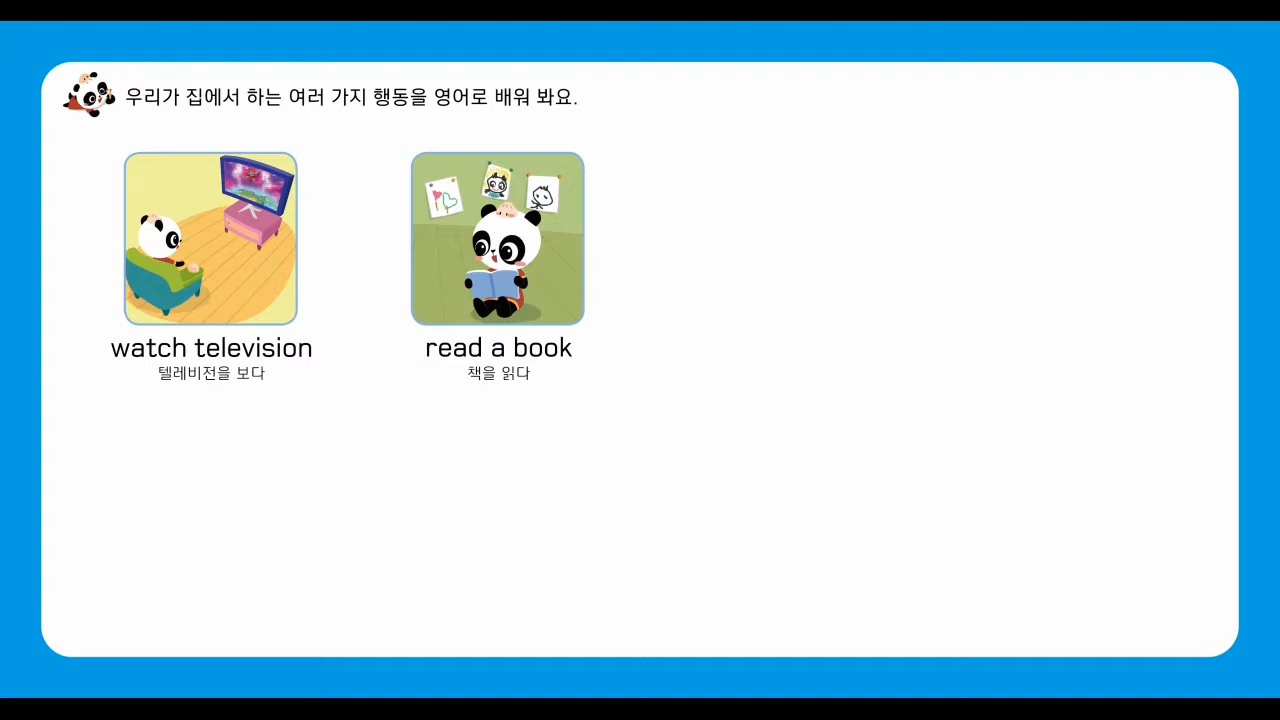 우리가 집에서 하는 여러 가지 행동을 영어로 배워 봐요.
watch television
텔레비전을 보다
read a book
책을 읽다